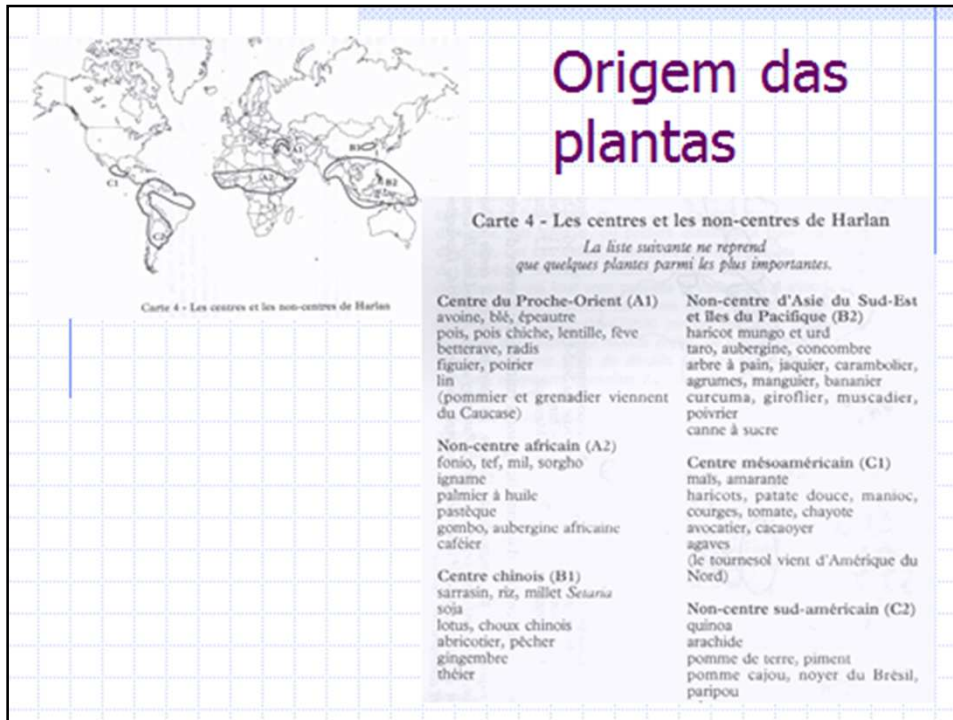 Origem das
plantas
A1
A2
B1
B2
C1
C2
Carte 4 - Les centres et les non-centres de Harlan
Carte 4 - Les centres et les non-centres de Harlan
La liste suivante ne reprend
que quelques plantes parmi les plus importantes.
Centre du Proche-Orient (A1)
avoine, blé, épeautre
pois, pois chiche, lentille, fève
betterave, radis
figuier, poirier
lin
(pommier et grenadier viennent
du Caucase)
Non-centre africain (A2)
fonio, tef, mil, sorgho
igname
palmier à huile
pastèque
gombo, aubergine africaine
caféier
Centre chinois (B1)
sarrasin, riz, millet Setaria
soja
lotus, choux chinois
abricotier, pêcher
gingembre
théier
Non-centre d'Asie du Sud-Est
et îles du Pacifique (B2)
haricot mungo et urd
taro, aubergine, concombre
arbre à pain, jaquier, carambolier,
agrumes, manguier, bananier
curcuma, giroflier, muscadier,
poivrier
canne à sucre
Centre mésoaméricain (C1)
maïs, amarante
haricots, patate douce, manioc,
courges, tomate, chayote
avocatier, cacaoyer
agaves
(le tournesol vient d'Amérique du
Nord)
Non-centre sud-américain (C2)
quinoa
arachide
pomme de terre, piment
pomme cajou, noyer du Brésil,
paripou